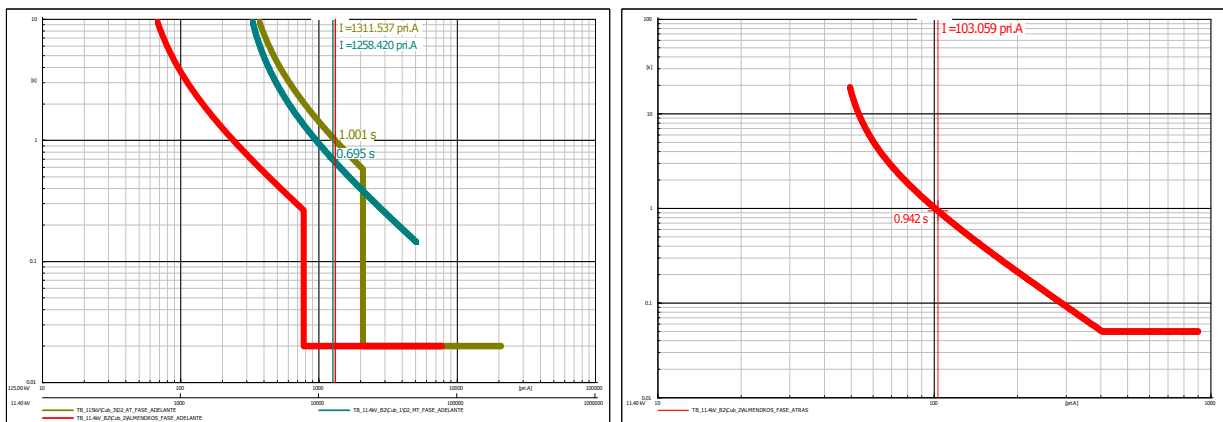 10
I =1311.537 pri.A
I =1258.420 pri.A
[s]
1
1.001 s
0.695 s
0.1
0.01
115.00 kV 10 100 1000 10000 [pri.A] 100000
11.40 kV 100 1000 10000 100000 1000000
TB_115kV\Cub_3\D2_AT_FASE_ADELANTE
TB_11.4kV_B2\Cub_1\D2_MT_FASE_ADELANTE
TB_11.4kV_B2\Cub_2\ALMENDROS_FASE_ADELANTE
100
I =103.059 pri.A
[s]
10
1
0.942 s
0.1
0.01
11.40 kV 10 100 [pri.A] 1000
TB_11.4kV_B2\Cub_2\ALMENDROS_FASE_ATRAS